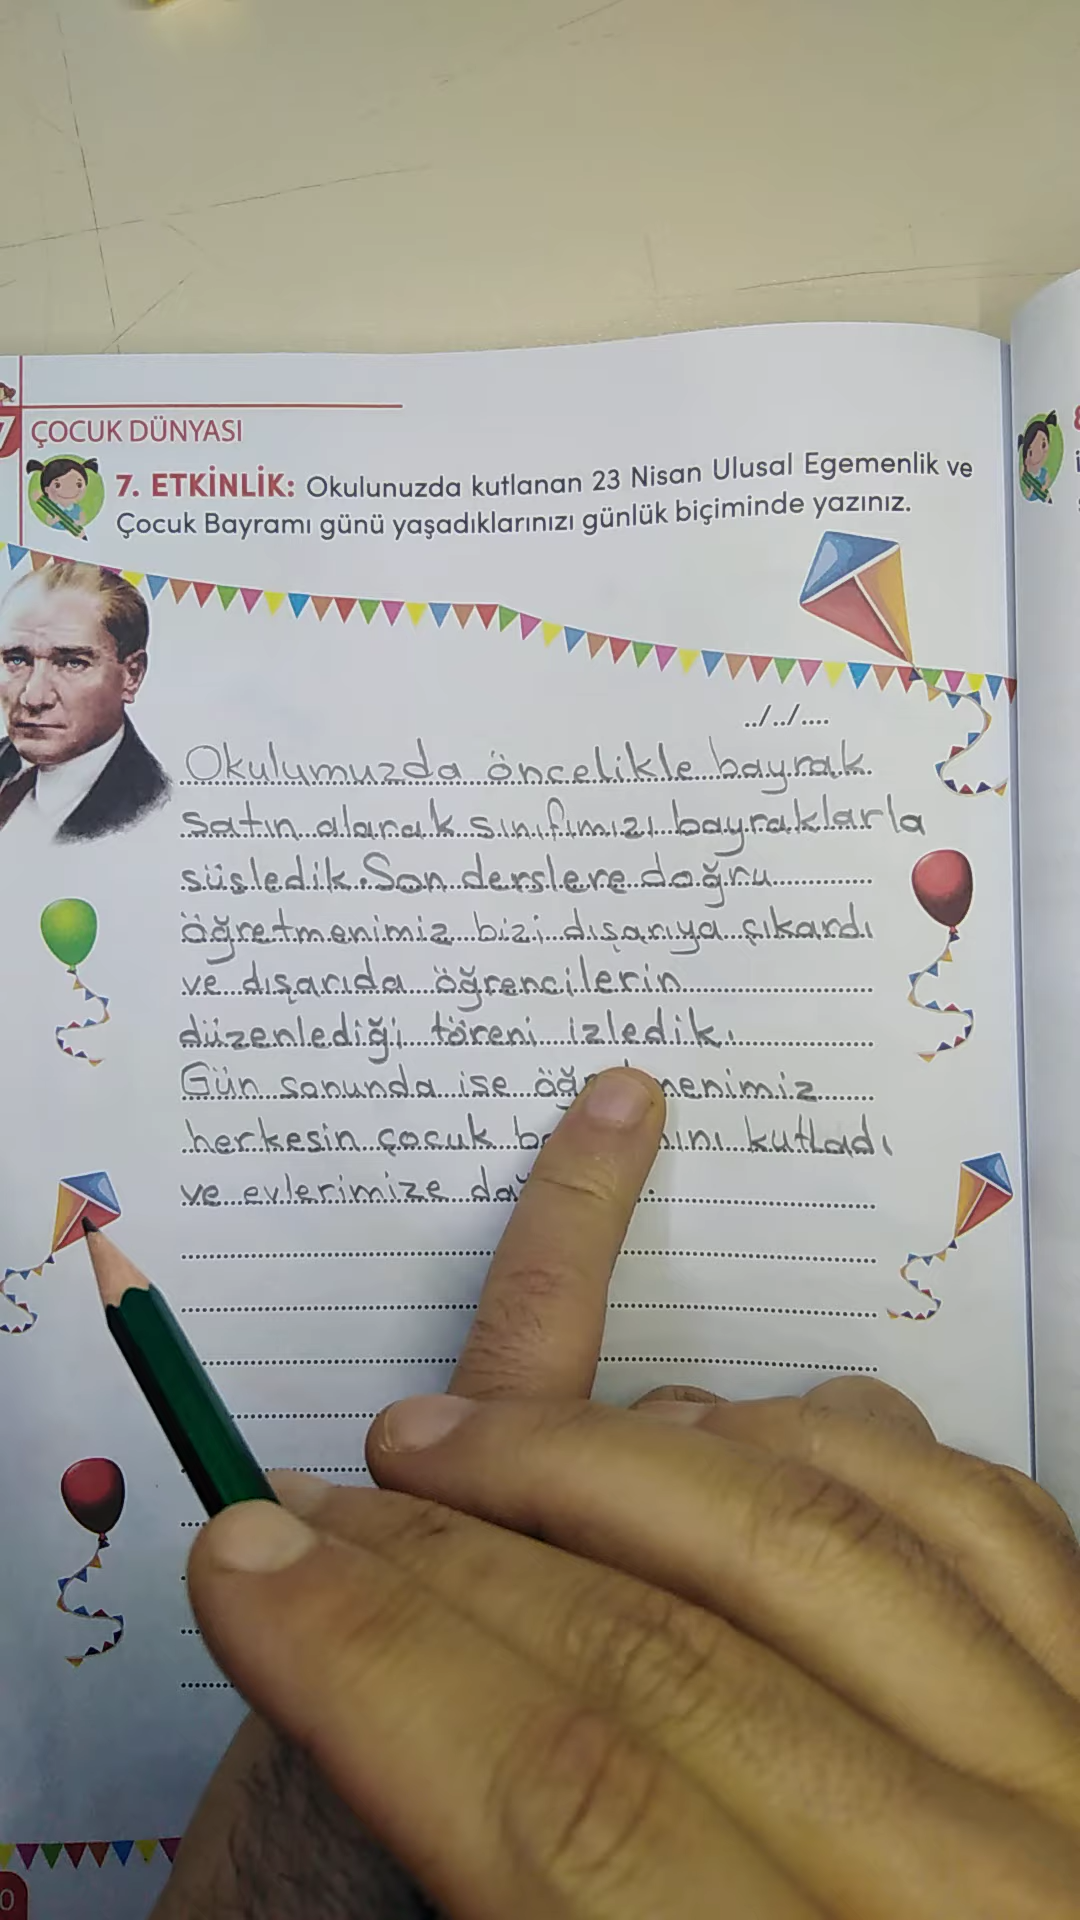 7
ÇOCUK DÜNYASI
7. ETKİNLİK: Okulunuzda kutlanan 23 Nisan Ulusal Egemenlik ve
Çocuk Bayramı günü yaşadıklarınızı günlük biçiminde yazınız.
../../....
Okulumuzda öncelikle bayrak
satın alarak sınıfımızı bayraklarla
süsledik. Son derslere doğru
öğretmenimiz bizi dışarıya çıkardı
ve dışarıda öğrencilerin
düzenlediği töreni izledik.
Gün sonunda ise
herkesin çocuk kutladı
ve evlerimize